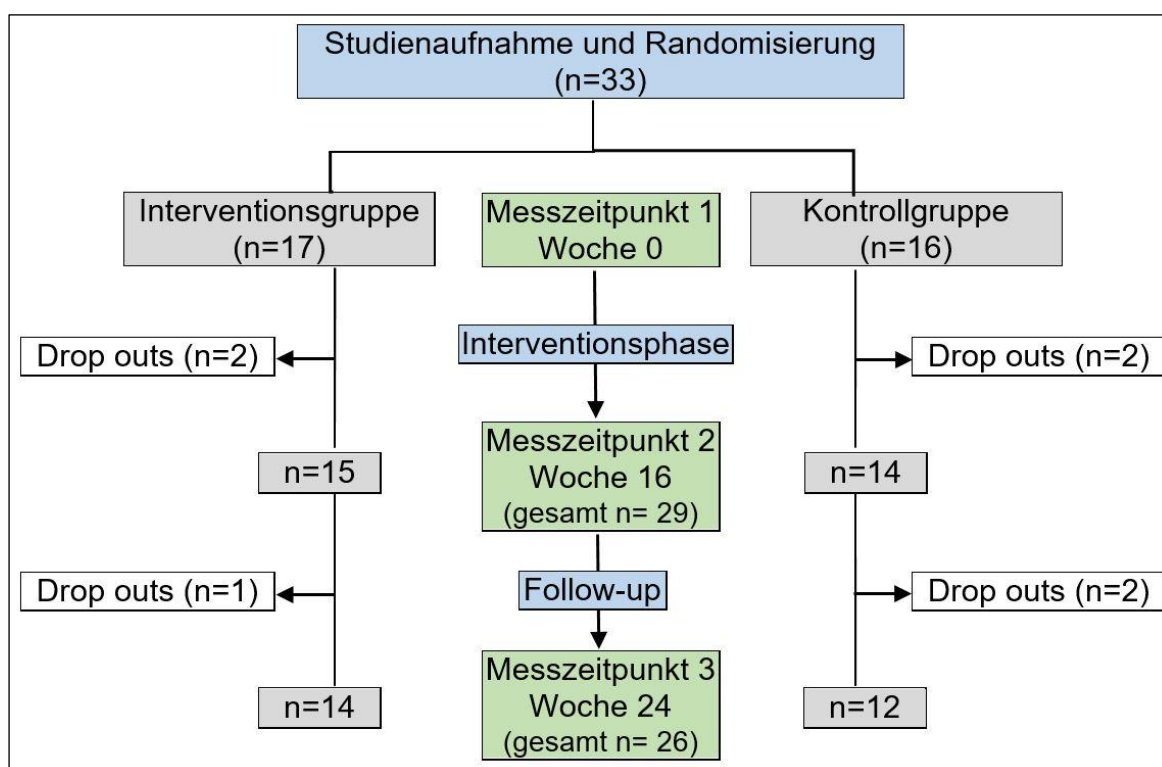 Studienaufnahme und Randomisierung
(n=33)
Interventionsgruppe
(n=17)
Messzeitpunkt 1
Woche 0
Kontrollgruppe
(n=16)
Drop outs (n=2)
Interventionsphase
Drop outs (n=2)
n=15
Messzeitpunkt 2
Woche 16
(gesamt n= 29)
n=14
Drop outs (n=1)
Follow-up
Drop outs (n=2)
n=14
Messzeitpunkt 3
Woche 24
(gesamt n= 26)
n=12